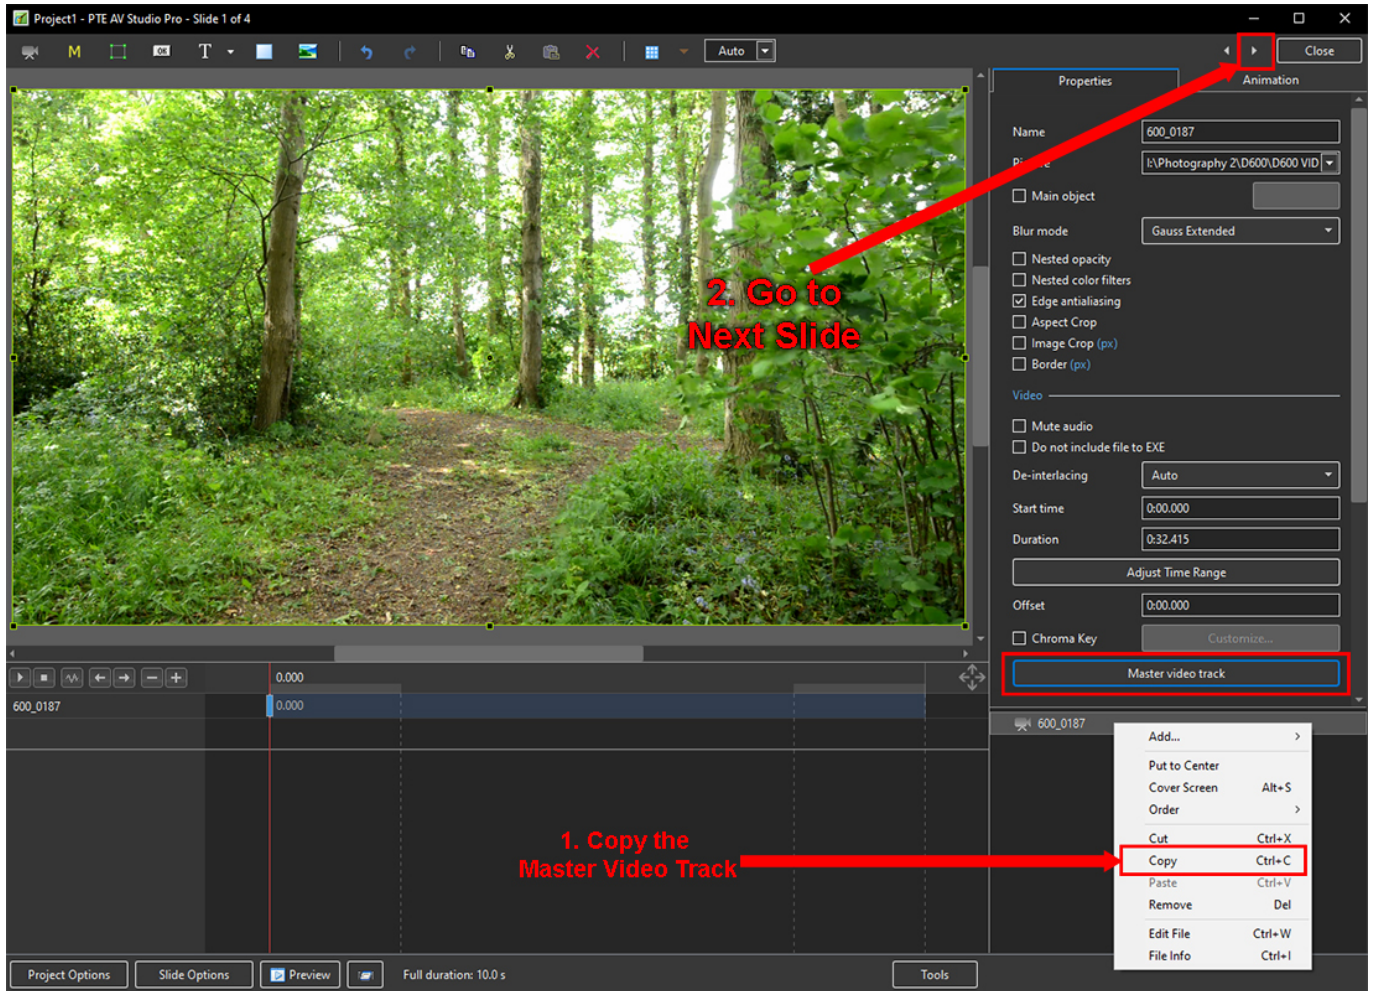 Project1 - PTE AV Studio Pro - Slide 1 of 4
M
OK
T
Auto
Close
Properties
Animation
Name
600_0187
Picture
I:\Photography 2\D600\D600 VID
Main object
Blur mode
Gauss Extended
Nested opacity
Nested color filters
Edge antialiasing
Aspect Crop
Image Crop (px)
Border (px)
2. Go to
Next Slide
Video
Mute audio
Do not include file to EXE
De-interlacing
Auto
Start time
0:00.000
Duration
0:32.415
Adjust Time Range
Offset
0:00.000
Chroma Key
Customize...
Master video track
0.000
600_0187
0.000
600_0187
Add...
Put to Center
Cover Screen Alt+S
Order
Cut Ctrl+X
Copy Ctrl+C
Paste Ctrl+V
Remove Del
Edit File Ctrl+W
File Info Ctrl+I
1. Copy the
Master Video Track
Project Options
Slide Options
Preview
Full duration: 10.0 s
Tools